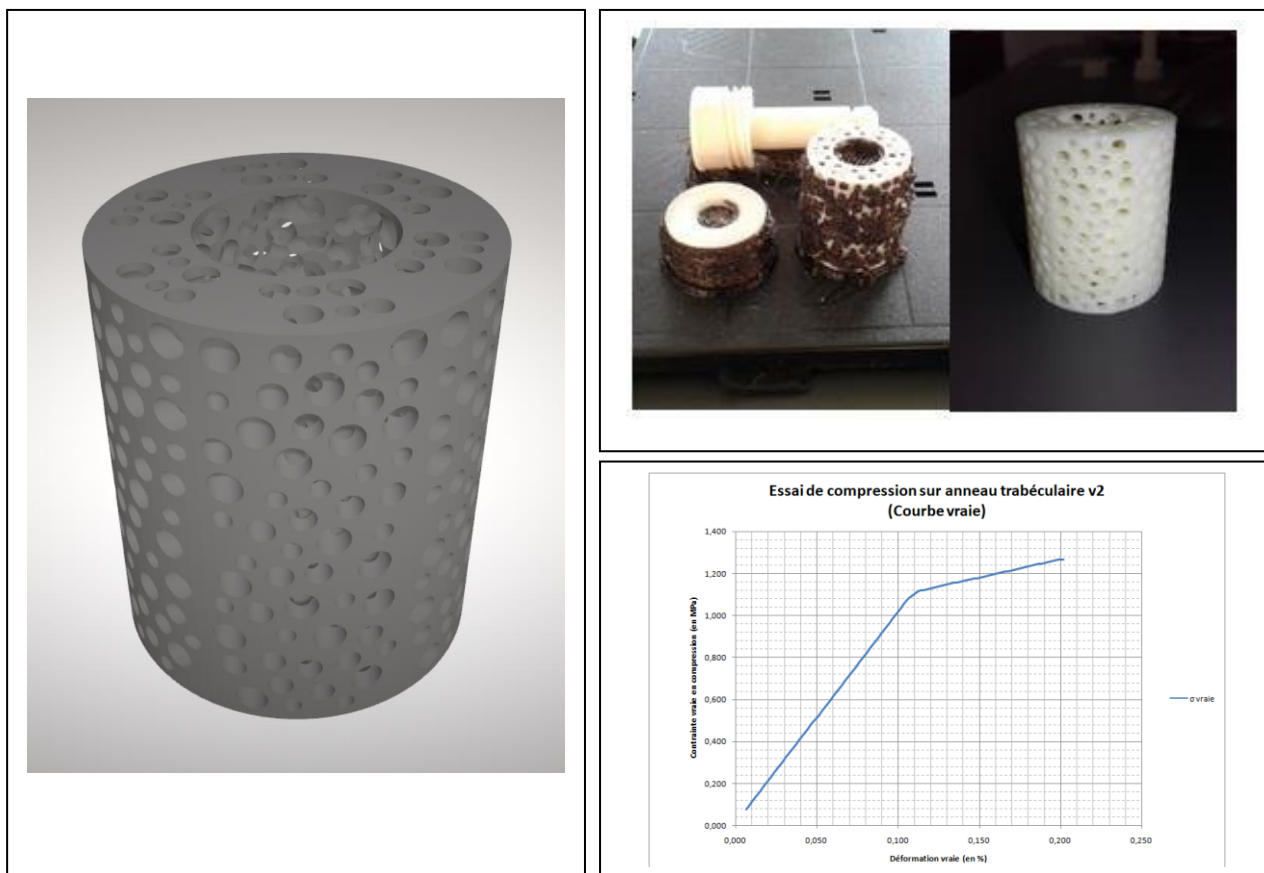 Essai de compression sur anneau trabéculaire v2
(Courbe vraie)
Contrainte vraie en compression (en MPa)
1,400
1,200
1,000
0,800
0,600
0,400
0,200
0,000
0,000 0,050 0,100 0,150 0,200 0,250
Déformation vraie (en %)
σ vraie